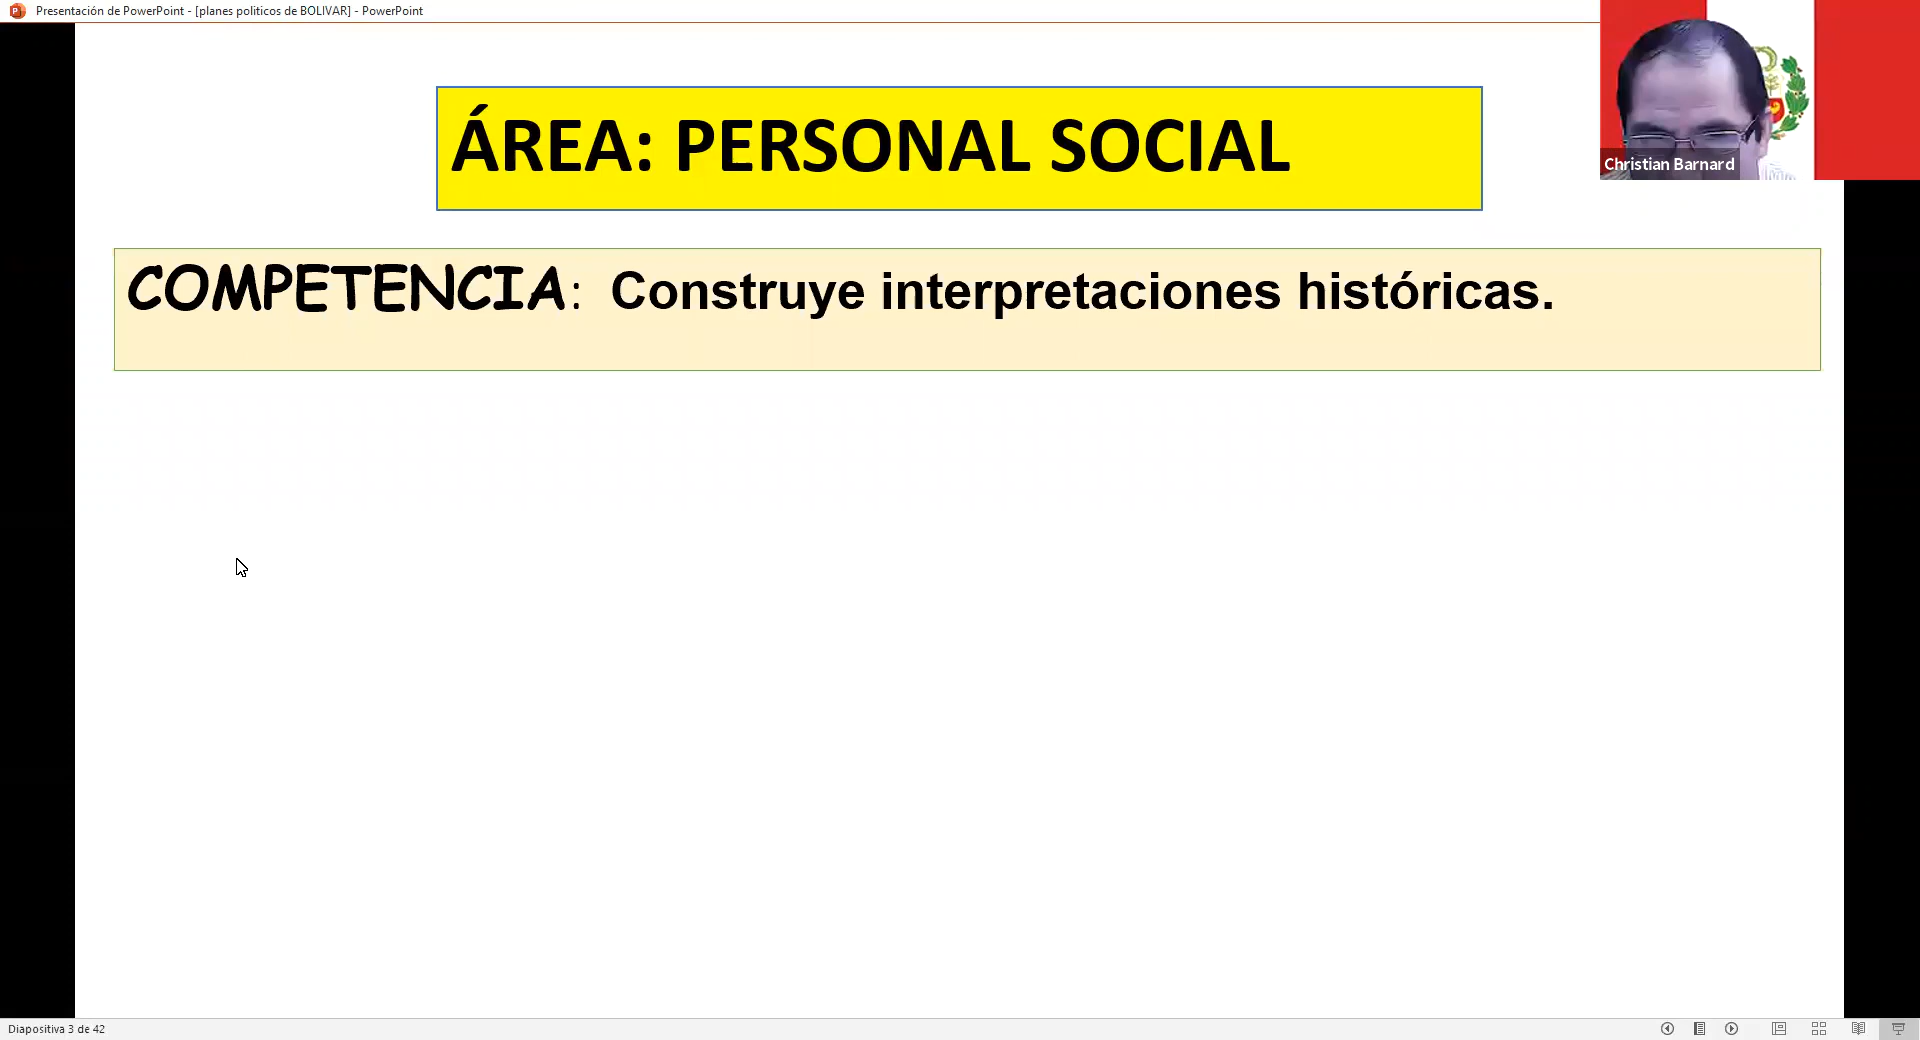 Presentación de PowerPoint - [planes politicos de BOLIVAR] - PowerPoint
ÁREA: PERSONAL SOCIAL
Christian Barnard
COMPETENCIA: Construye interpretaciones históricas.
Diapositiva 3 de 42